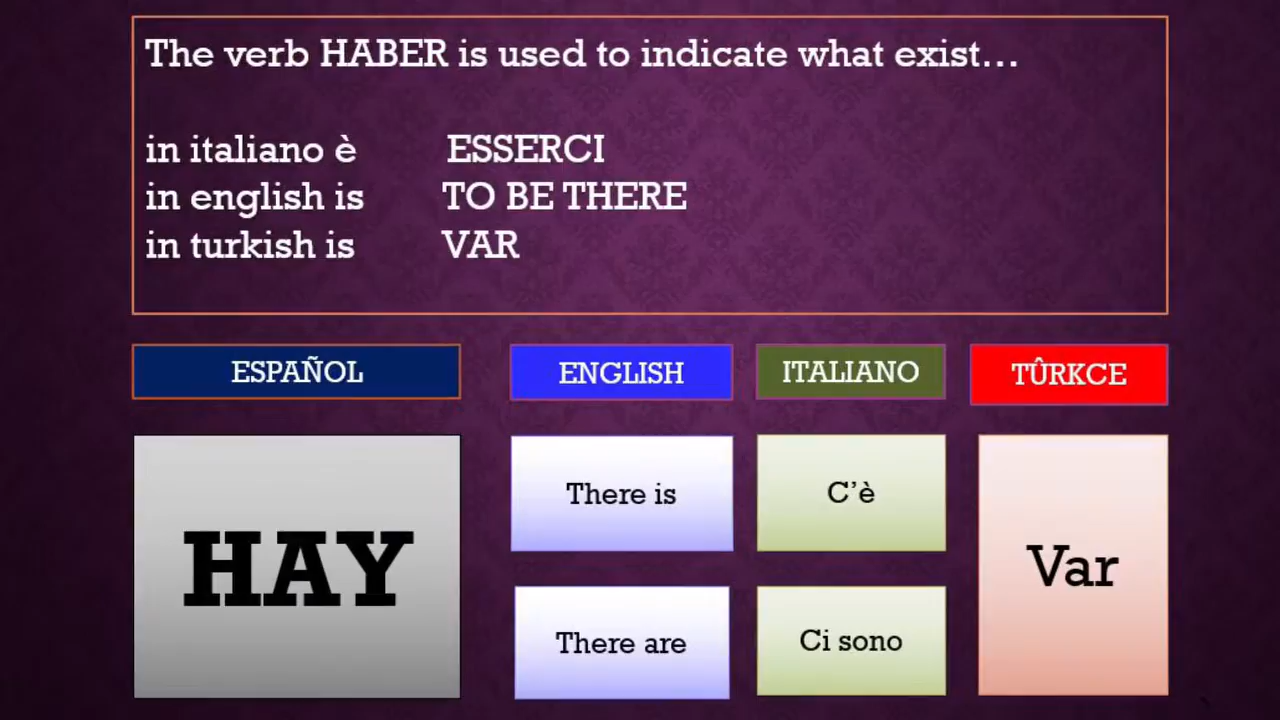 The verb HABER is used to indicate what exist...
in italiano è ESSERCI
in english is TO BE THERE
in turkish is VAR
ESPAÑOL ENGLISH ITALIANO TÛRKCE
HAY
There is C'è
Var
There are Ci sono